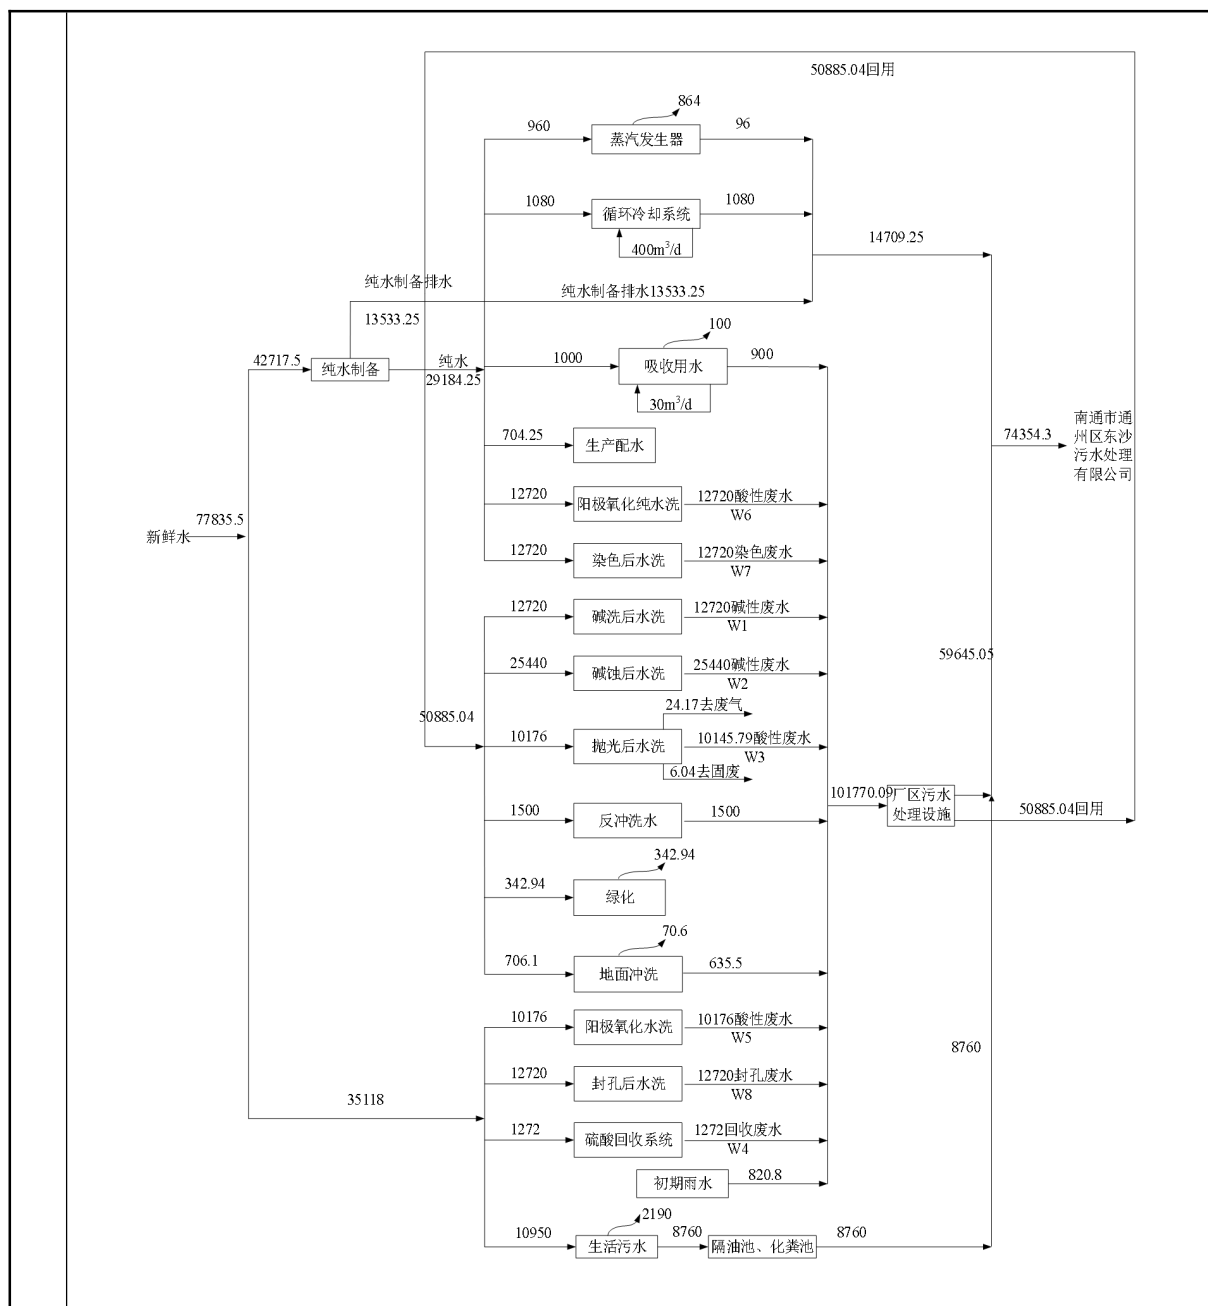 50885.04回用
864
960
蒸汽发生器
96
1080
循环冷却系统
1080
400m³/d
14709.25
纯水制备排水
13533.25
纯水制备排水13533.25
100
42717.5
纯水制备
纯水
29184.25
1000
吸收用水
900
30m³/d
704.25
生产配水
74354.3
南通市通
州区东沙
污水处理
有限公司
12720
阳极氧化纯水洗
12720酸性废水
W6
77835.5
新鲜水
12720
染色后水洗
12720染色废水
W7
12720
碱洗后水洗
12720碱性废水
W1
59645.05
25440
碱蚀后水洗
25440碱性废水
W2
24.17去废气
50885.04
10176
抛光后水洗
10145.79酸性废水
W3
6.04去固废
101770.09
厂区污水
处理设施
50885.04回用
1500
反冲洗水
1500
342.94
342.94
绿化
70.6
706.1
地面冲洗
635.5
10176
阳极氧化水洗
10176酸性废水
W5
8760
12720
封孔后水洗
12720封孔废水
W8
35118
1272
硫酸回收系统
1272回收废水
W4
初期雨水
820.8
2190
10950
生活污水
8760
隔油池、化粪池
8760